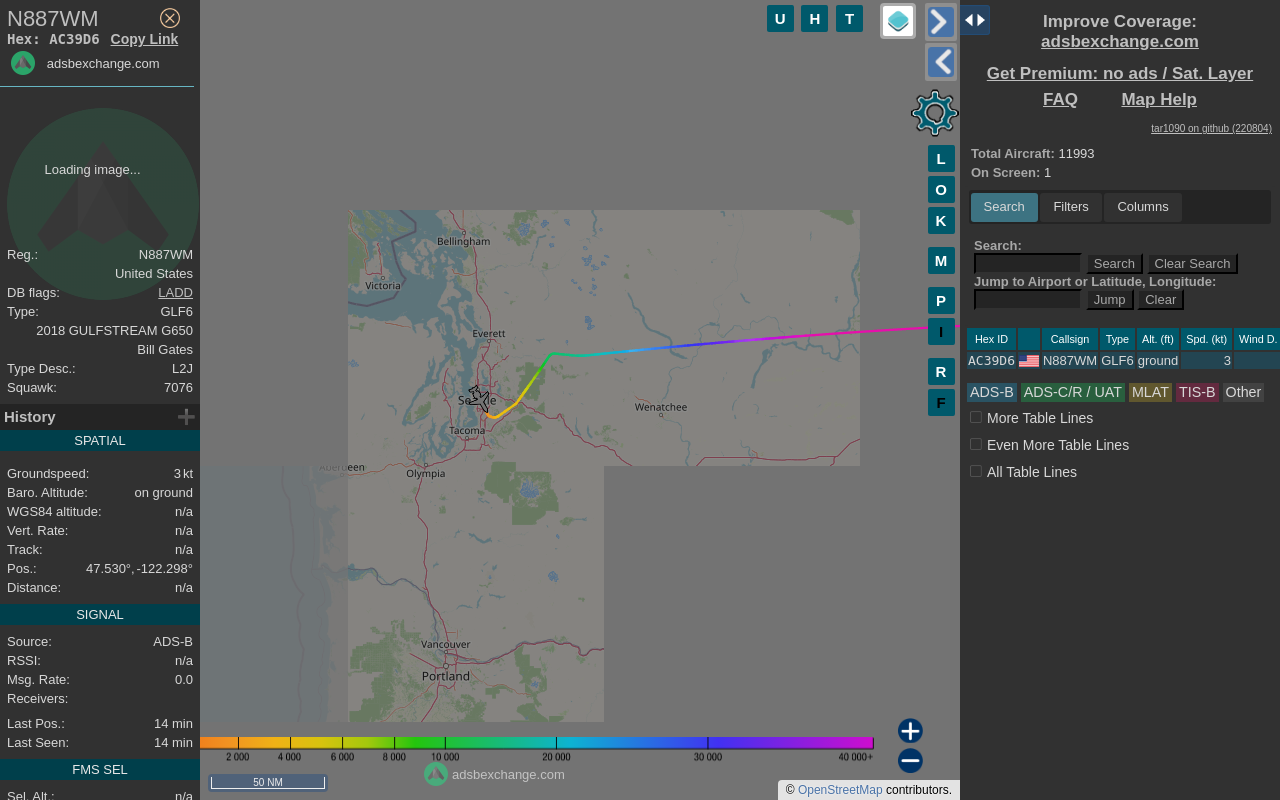 N887WM
Hex: AC39D6 Copy Link
adsbexchange.com
Loading image...
Reg.: N887WM
United States
DB flags: LADD
Type: GLF6
2018 GULFSTREAM G650
Bill Gates
Type Desc.: L2J
Squawk: 7076
History
SPATIAL
Groundspeed: 3 kt
Baro. Altitude: on ground
WGS84 altitude: n/a
Vert. Rate: n/a
Track: n/a
Pos.: 47.530°, -122.298°
Distance: n/a
SIGNAL
Source: ADS-B
RSSI: n/a
Msg. Rate: 0.0
Receivers:
Last Pos.: 14 min
Last Seen: 14 min
FMS SEL
Sel. Alt.: n/a
U H T
L
O
K
M
P
I
R
F
Bellingham
Victoria
Everett
Seattle
Wenatchee
Tacoma
Aberdeen
Olympia
Vancouver
Portland
2 000 4 000 6 000 8 000 10 000 20 000 30 000 40 000+
adsbexchange.com
50 NM
© OpenStreetMap contributors.
Improve Coverage:
adsbexchange.com
Get Premium: no ads / Sat. Layer
FAQ Map Help
tar1090 on github (220804)
Total Aircraft: 11993
On Screen: 1
Search Filters Columns
Search:
Search Clear Search
Jump to Airport or Latitude, Longitude:
Jump Clear
Hex ID Callsign Type Alt. (ft) Spd. (kt) Wind D.
AC39D6 N887WM GLF6 ground 3
ADS-B ADS-C/R / UAT MLAT TIS-B Other
More Table Lines
Even More Table Lines
All Table Lines